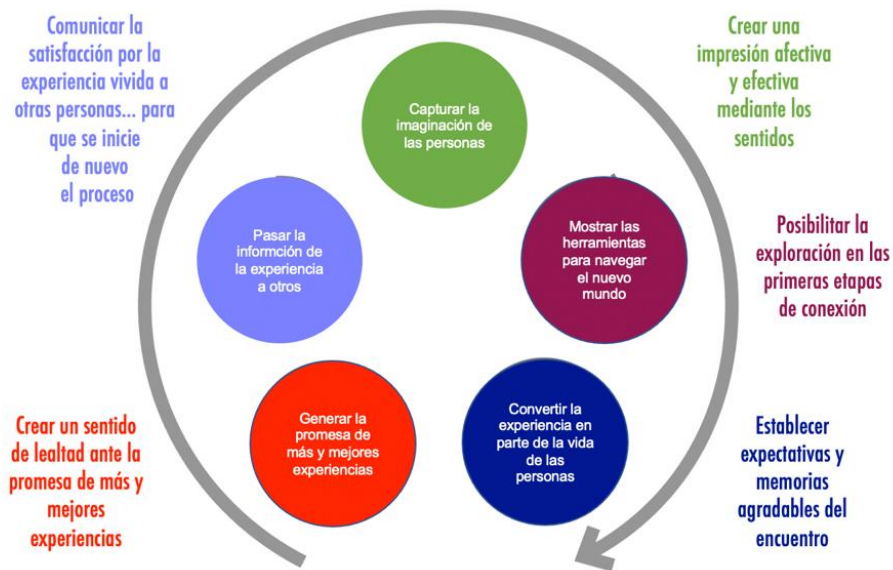 Comunicar la
satisfacción por la
experiencia vivida a
otras personas... para
que se inicie
de nuevo
el proceso
Capturar la
imaginación de
las personas
Crear una
impresión afectiva
y efectiva
mediante los
sentidos
Pasar la
informción de
la experiencia
a otros
Mostrar las
herramientas
para navegar
el nuevo
mundo
Posibilitar la
exploración en las
primeras etapas
de conexión
Crear un sentido
de lealtad ante la
promesa de más y
mejores
experiencias
Generar la
promesa de
más y mejores
experiencias
Convertir la
experiencia en
parte de la vida
de las
personas
Establecer
expectativas y
memorias
agradables del
encuentro